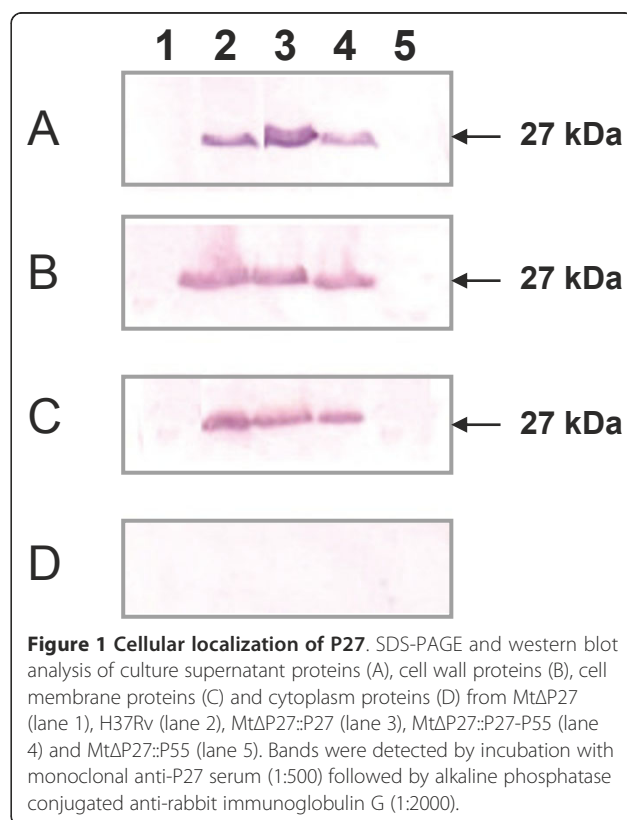 1 2 3 4 5
A 27 kDa
B 27 kDa
C 27 kDa
D
Figure 1 Cellular localization of P27. SDS-PAGE and western blot
analysis of culture supernatant proteins (A), cell wall proteins (B), cell
membrane proteins (C) and cytoplasm proteins (D) from MtΔP27
(lane 1), H37Rv (lane 2), MtΔP27::P27 (lane 3), MtΔP27::P27-P55 (lane
4) and MtΔP27::P55 (lane 5). Bands were detected by incubation with
monoclonal anti-P27 serum (1:500) followed by alkaline phosphatase
conjugated anti-rabbit immunoglobulin G (1:2000).